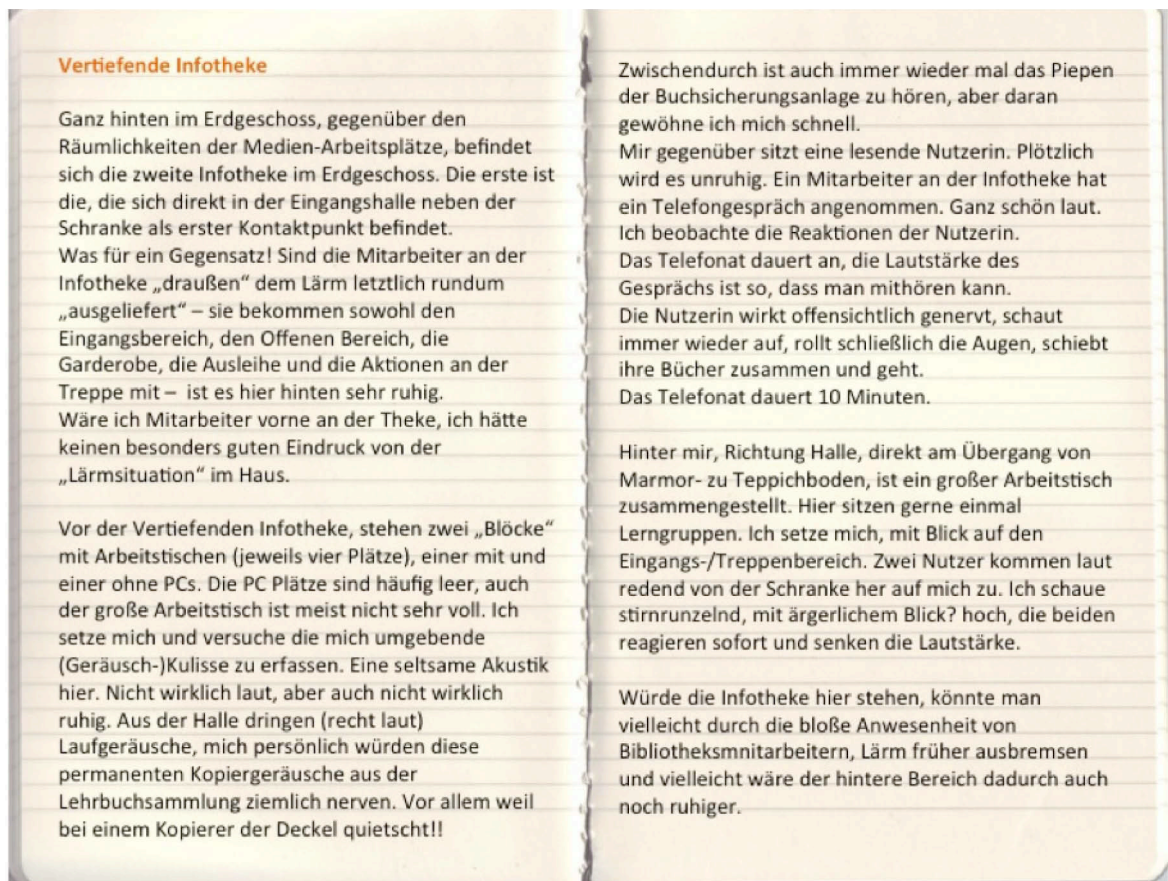 Vertiefende Infotheke
Ganz hinten im Erdgeschoss, gegenüber den
Räumlichkeiten der Medien-Arbeitsplätze, befindet
sich die zweite Infotheke im Erdgeschoss. Die erste ist
die, die sich direkt in der Eingangshalle neben der
Schranke als erster Kontaktpunkt befindet.
Was für ein Gegensatz! Sind die Mitarbeiter an der
Infotheke „draußen“ dem Lärm letztlich rundum
„ausgeliefert“ – sie bekommen sowohl den
Eingangsbereich, den Offenen Bereich, die
Garderobe, die Ausleihe und die Aktionen an der
Treppe mit – ist es hier hinten sehr ruhig.
Wäre ich Mitarbeiter vorne an der Theke, ich hätte
keinen besonders guten Eindruck von der
„Lärmsituation“ im Haus.
Vor der Vertiefenden Infotheke, stehen zwei „Blöcke“
mit Arbeitstischen (jeweils vier Plätze), einer mit und
einer ohne PCs. Die PC Plätze sind häufig leer, auch
der große Arbeitstisch ist meist nicht sehr voll. Ich
setze mich und versuche die mich umgebende
(Geräusch-)Kulisse zu erfassen. Eine seltsame Akustik
hier. Nicht wirklich laut, aber auch nicht wirklich
ruhig. Aus der Halle dringen (recht laut)
Laufgeräusche, mich persönlich würden diese
permanenten Kopiergeräusche aus der
Lehrbuchsammlung ziemlich nerven. Vor allem weil
bei einem Kopierer der Deckel quietscht!!
Zwischendurch ist auch immer wieder mal das Piepen
der Buchsicherungsanlage zu hören, aber daran
gewöhne ich mich schnell.
Mir gegenüber sitzt eine lesende Nutzerin. Plötzlich
wird es unruhig. Ein Mitarbeiter an der Infotheke hat
ein Telefongespräch angenommen. Ganz schön laut.
Ich beobachte die Reaktionen der Nutzerin.
Das Telefonat dauert an, die Lautstärke des
Gesprächs ist so, dass man mithören kann.
Die Nutzerin wirkt offensichtlich genervt, schaut
immer wieder auf, rollt schließlich die Augen, schiebt
ihre Bücher zusammen und geht.
Das Telefonat dauert 10 Minuten.
Hinter mir, Richtung Halle, direkt am Übergang von
Marmor- zu Teppichboden, ist ein großer Arbeitstisch
zusammengestellt. Hier sitzen gerne einmal
Lerngruppen. Ich setze mich, mit Blick auf den
Eingangs-/Treppenbereich. Zwei Nutzer kommen laut
redend von der Schranke her auf mich zu. Ich schaue
stirnrunzelnd, mit ärgerlichem Blick? hoch, die beiden
reagieren sofort und senken die Lautstärke.
Würde die Infotheke hier stehen, könnte man
vielleicht durch die bloße Anwesenheit von
Bibliotheksmnitarbeitern, Lärm früher ausbremsen
und vielleicht wäre der hintere Bereich dadurch auch
noch ruhiger.